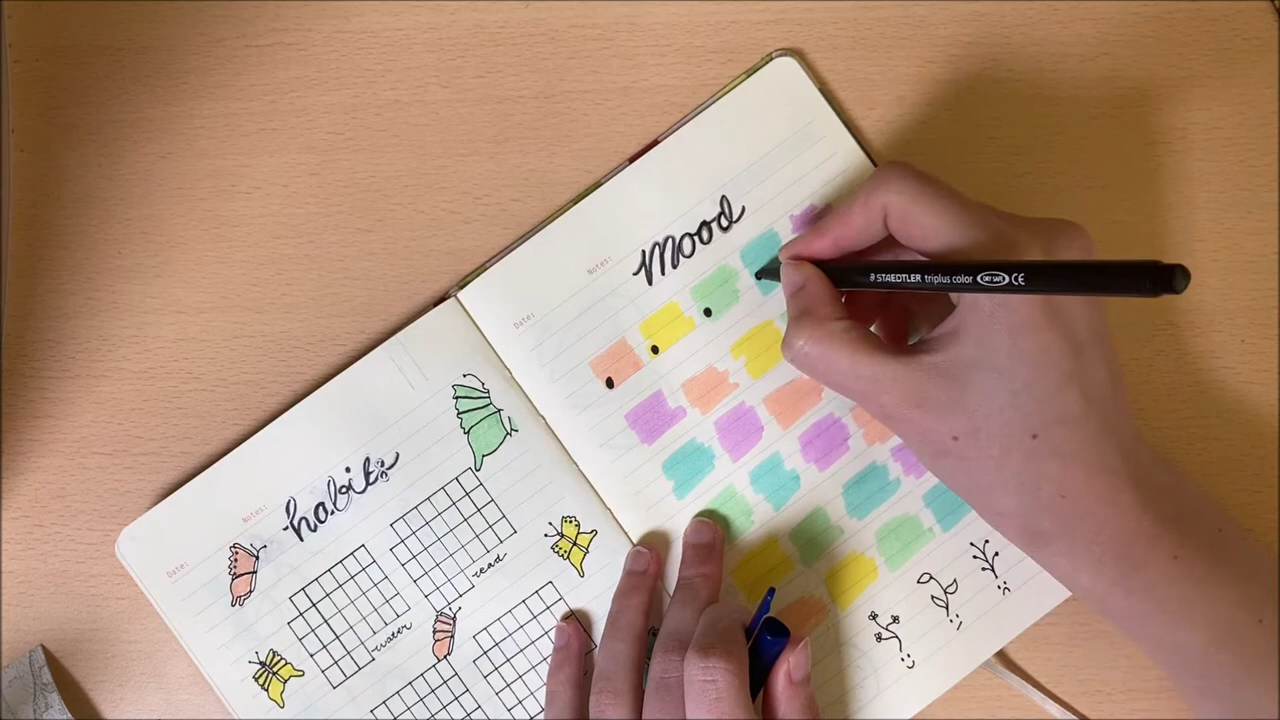 Notes:
Date:
habits
water
read
Notes:
Date:
Mood
:)
:|
:(
STAEDTLER triplus color DRY SAFE CE